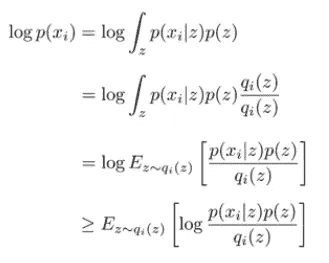 log p(x_i) = log ∫_z p(x_i|z)p(z)
= log ∫_z p(x_i|z)p(z) q_i(z)/q_i(z)
= log E_{z∼q_i(z)} [ p(x_i|z)p(z) / q_i(z) ]
≥ E_{z∼q_i(z)} [ log p(x_i|z)p(z) / q_i(z) ]